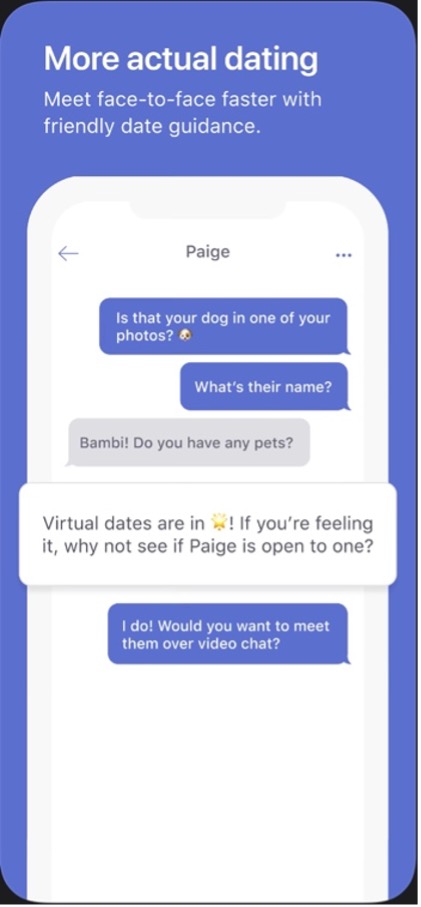 More actual dating
Meet face-to-face faster with
friendly date guidance.
Paige
Is that your dog in one of your
photos? 🐶
What's their name?
Bambi! Do you have any pets?
Virtual dates are in 🌟! If you're feeling
it, why not see if Paige is open to one?
I do! Would you want to meet
them over video chat?